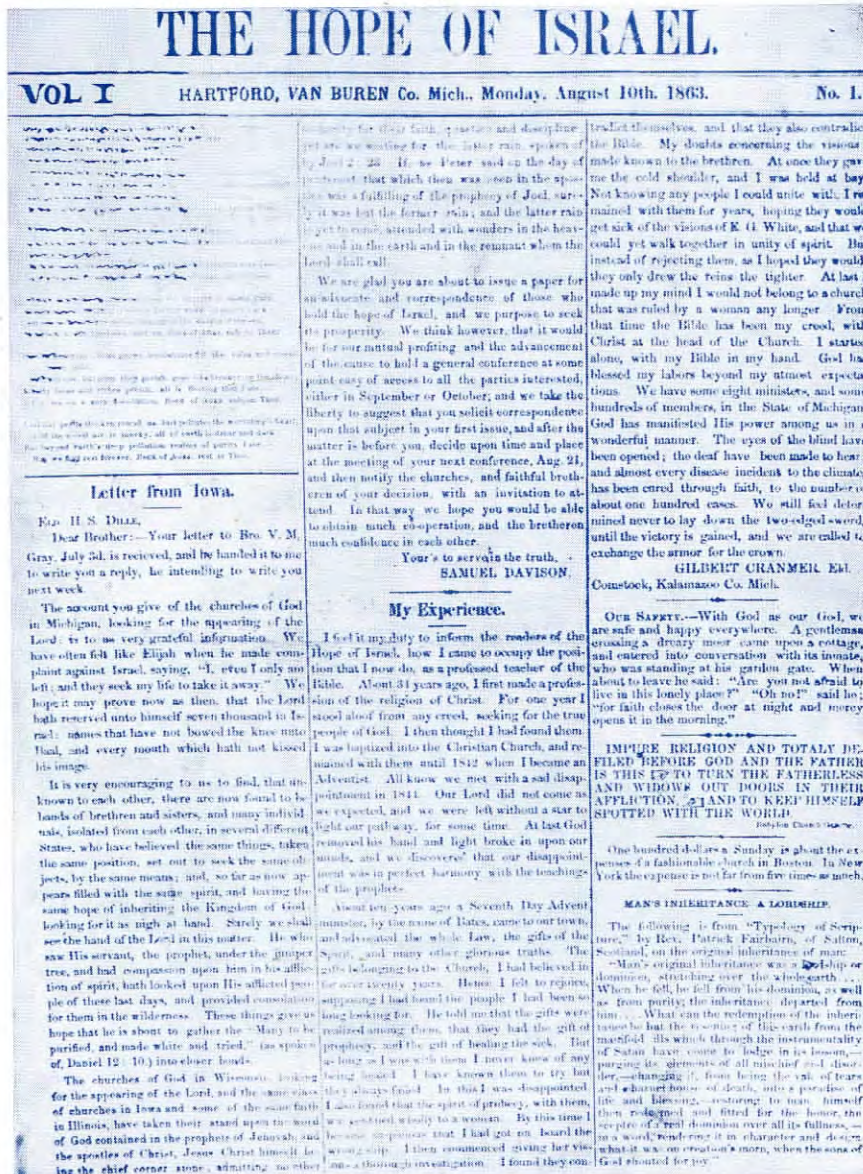 THE HOPE OF ISRAEL.
VOL I HARTFORD, VAN BUREN Co. Mich., Monday, August 10th, 1863. No. 1.
Letter from Iowa.
ELD H. S. DILLE,
Dear Brother:—Your letter to Bro. V. M.
Gray, July 3d, is recieved, and he handed it to me
to write you a reply, he intending to write you
next week
The account you give of the churches of God
in Michigan, looking for the appearing of the
Lord, is to us very grateful information. We
have often felt like Elijah when he made com-
plaint against Israel, saying, "I, even I only am
left; and they seek my life to take it away." We
hope it may prove now as then, that the Lord
hath reserved unto himself seven thousand in Is-
rael: names that have not bowed the knee unto
Baal, and every mouth which hath not kissed
his image.
It is very encouraging to us to find, that un-
known to each other, there are now found to be
bands of brethren and sisters, and many individ-
uals, isolated from each other, in several different
States, who have believed the same things, taken
the same position, set out to seek the same ob-
jects, by the same means; and, so far as now ap-
pears filled with the same spirit, and having the
same hope of inheriting the Kingdom of God
looking for it as nigh at hand. Surely we shall
see the hand of the Lord in this matter. He who
saw His servant, the prophet, under the juniper
tree, and had compassion upon him in his afflic-
tion of spirit, hath looked upon His afflicted peo-
ple of these last days, and provided consolation
for them in the wilderness. These things give us
hope that he is about to gather the "Many to be
purified, and made white and tried," (as spoken
of, Daniel 12: 10.) into closer bonds.
The churches of God in Wisconsin, looking
for the appearing of the Lord, and the same
of churches in Iowa and some of the same faith
in Illinois, have taken their stand upon the word
of God contained in the prophets of Jehovah and
the apostles of Christ, Jesus Christ himself be-
ing the chief corner stone; admitting no other
for their faith, practice and discipline
yet are we waiting for the latter rain, spoken of
by Joel 2: 23 If, as Peter said on the day of
pentecost that which then was seen in the apos-
tles was a fulfilling of the prophecy of Joel, sure-
ly it was but the former rain; and the latter rain
is yet to come, attended with wonders in the heav-
ens and in the earth and in the remnant whom the
Lord shall call.
We are glad you are about to issue a paper for
an advocate and correspondence of those who
hold the hope of Israel, and we purpose to seek
its prosperity. We think however, that it would
be for our mutual profiting, and the advancement
of the cause to hold a general conference at some
point easy of access to all the parties interested,
either in September or October; and we take the
liberty to suggest that you solicit correspondence
upon that subject in your first issue, and after the
matter is before you, decide upon time and place
at the meeting of your next conference, Aug. 21,
and then notify the churches, and faithful breth-
eren of your decision, with an invitation to at-
tend. In that way we hope you would be able
to obtain much co-operation, and the bretheron
much confidence in each other.
Your's to serve in the truth,
SAMUEL DAVISON.
My Experience.
I feel it my duty to inform the readers of the
Hope of Israel, how I came to occupy the posi-
tion that I now do, as a professed teacher of the
Bible. About 31 years ago, I first made a profes-
sion of the religion of Christ. For one year I
stood aloof from any creed, seeking for the true
people of God. I then thought I had found them.
I was baptized into the Christian Church, and re-
mained with them until 1842 when I became an
Adventist. All know we met with a sad disap-
pointment in 1844. Our Lord did not come as
we expected, and we were left without a star to
light our pathway, for some time. At last God
removed his hand and light broke in upon our
minds, and we discovered that our disappoint-
ment was in perfect harmony with the teachings
of the prophets.
About ten years ago a Seventh Day Advent
minister, by the name of Bates, came to our town,
and advocated the whole Law, the gifts of the
Spirit, and many other glorious truths. The
gifts belonging to the Church, I had believed in
for over twenty years. Hence I felt to rejoice,
supposing I had found the people I had been so
long looking for. He told me that the gifts were
realized among them, that they had the gift of
prophecy, and the gift of healing the sick. But
as long as I was with them I never knew of any
being healed I have known them to try but
they always failed In this I was disappointed
I also found that the spirit of prophecy, with them,
was confined wholly to a woman. By this time I
became suspicious that I had got on board the
wrong ship. I then commenced giving her vis-
ions a thorough investigation I found they con-
tradict themselves, and that they also contradic
the Bible. My doubts concerning the visions
made known to the brethren. At once they gav
me the cold shoulder, and I was held at bay
Not knowing any people I could unite with, I re
mained with them for years, hoping they woul
get sick of the visions of E. G. White, and that w
could yet walk together in unity of spirit. Bu
instead of rejecting them, as I hoped they would
they only drew the reins the tighter. At last
made up my mind I would not belong to a churc
that was ruled by a woman any longer. From
that time the Bible has been my creed, with
Christ at the head of the Church. I starte
alone, with my Bible in my hand. God ha
blessed my labors beyond my utmost expecta
tions. We have some eight ministers, and som
hundreds of members, in the State of Michigan
God has manifisted His power among us in
wonderful manner. The eyes of the blind hav
been opened; the deaf have been made to hear
and almost every disease incident to the climate
has been cured through faith, to the number o
about one hundred cases. We still feel deter
mined never to lay down the two-edged sword
until the victory is gained, and we are called to
exchange the armor for the crown.
GILBERT CRANMER Eld.
Comstock, Kalamazoo Co. Mich.
OUR SAFETY.—With God as our God, we
are safe and happy everywhere. A gentleman
crossing a dreary moor came upon a cottage,
and entered into conversation with its inmate,
who was standing at his garden gate. When
about to leave he said: "Are you not afraid to
live in this lonely place?" "Oh no!" said he,
"for faith closes the door at night and mercy
opens it in the morning."
IMPURE RELIGION AND TOTALY DE-
FILED BEFORE GOD AND THE FATHER
IS THIS TO TURN THE FATHERLESS
AND WIDOWS OUT DOORS IN THEIR
AFFLICTION, AND TO KEEP HIMSELF
SPOTTED WITH THE WORLD.
One hundred dollars a Sunday is about the ex
penses of a fashionable church in Boston. In New
York the expense is not far from five times as much.
MAN'S INHERITANCE A LORDSHIP.
The following is from "Typology of Scrip-
ture," by Rev. Patrick Fairbairn, of Salton,
Scotland, on the original inheritance of man:
"Man's original inheritance was a lordship or
dominion, stretching over the whole earth
When he fell, he fell from his dominion, as well
as from purity; the inheritance departed from
him What can the redemption of the inheri-
tance be but the rescuing of this earth from the
manifold ills which through the instrumentality
of Satan have come to lodge in its bosom,—
purging its elements of all mischief and disor-
der,—changing it from being the vale of tears
and charnel house of death, into a paradise of
life and blessing,—restoring to man, himself
then redeemed and fitted for the honor, the
sceptre of a real dominion over all its fullness,—
in a word, rendering it in character and design
what it was on creation's morn, when the sons of
God shouted for joy."